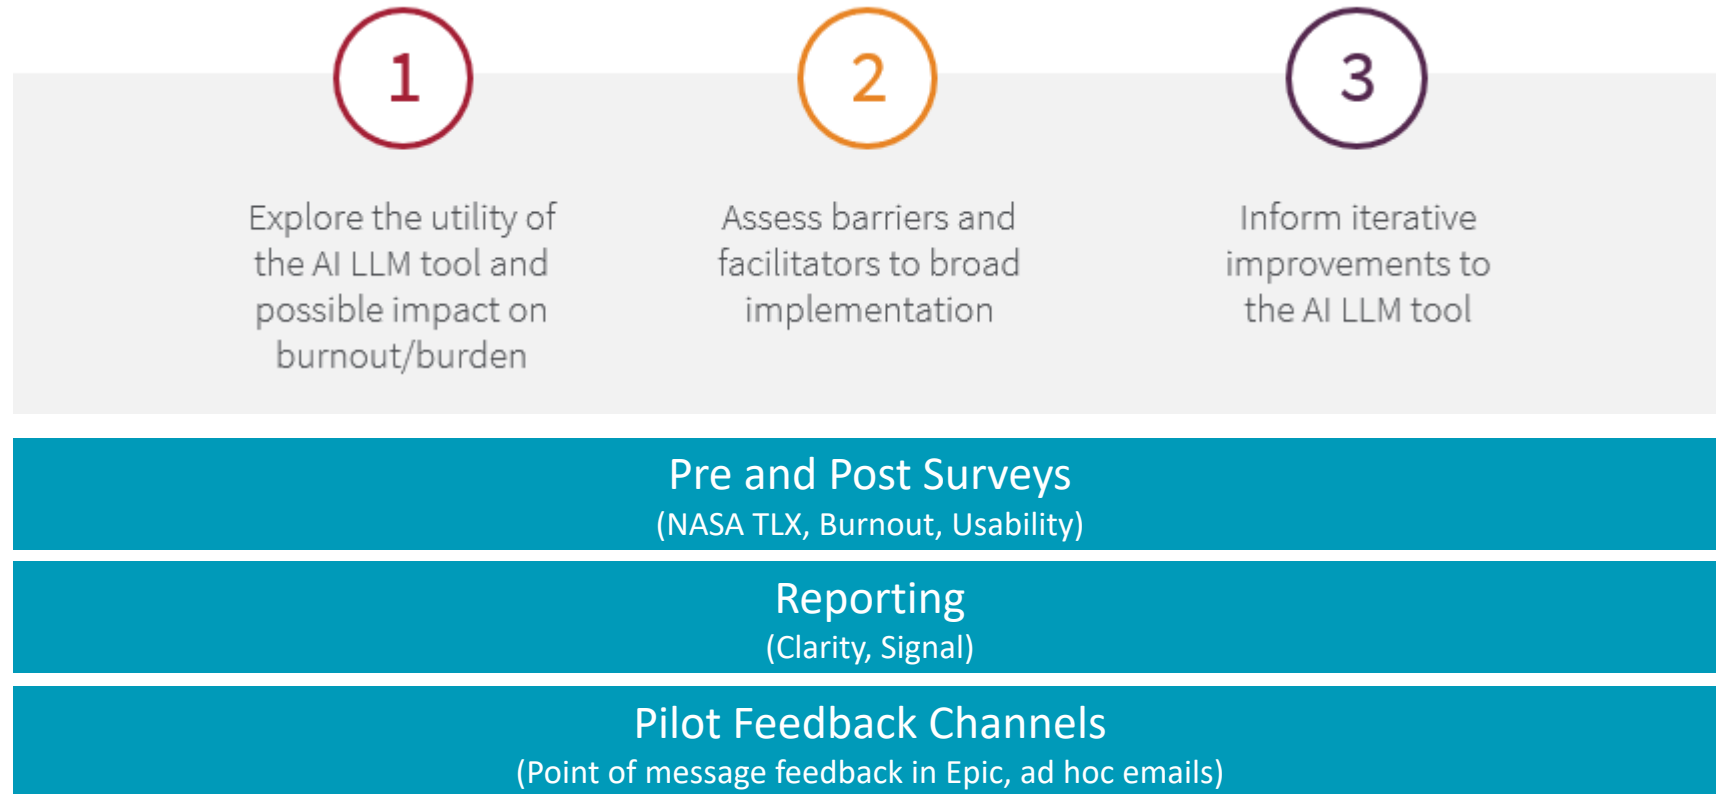 1
Explore the utility of
the AI LLM tool and
possible impact on
burnout/burden
2
Assess barriers and
facilitators to broad
implementation
3
Inform iterative
improvements to
the AI LLM tool
Pre and Post Surveys
(NASA TLX, Burnout, Usability)
Reporting
(Clarity, Signal)
Pilot Feedback Channels
(Point of message feedback in Epic, ad hoc emails)